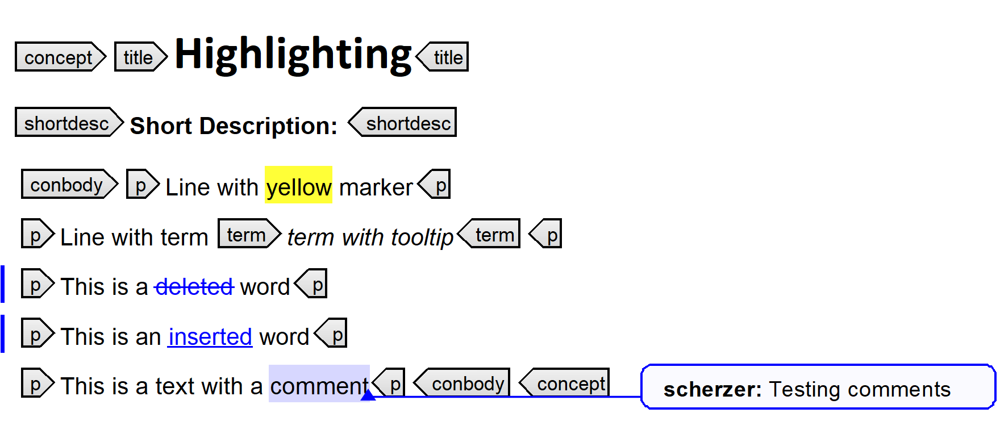 concept title Highlighting title
shortdesc Short Description: shortdesc
conbody p Line with yellow marker p
p Line with term term term with tooltip term p
p This is a deleted word p
p This is an inserted word p
p This is a text with a comment p conbody concept scherzer: Testing comments